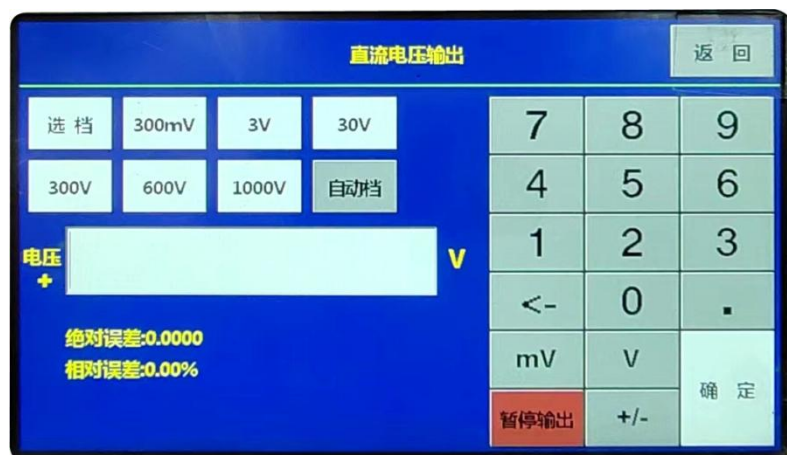 直流电压输出
返 回
选 档 300mV 3V 30V
300V 600V 1000V 自动档
电压 + V
绝对误差:0.0000
相对误差:0.00%
7 8 9
4 5 6
1 2 3
<- 0 .
mV V
确 定
暂停输出 +/-